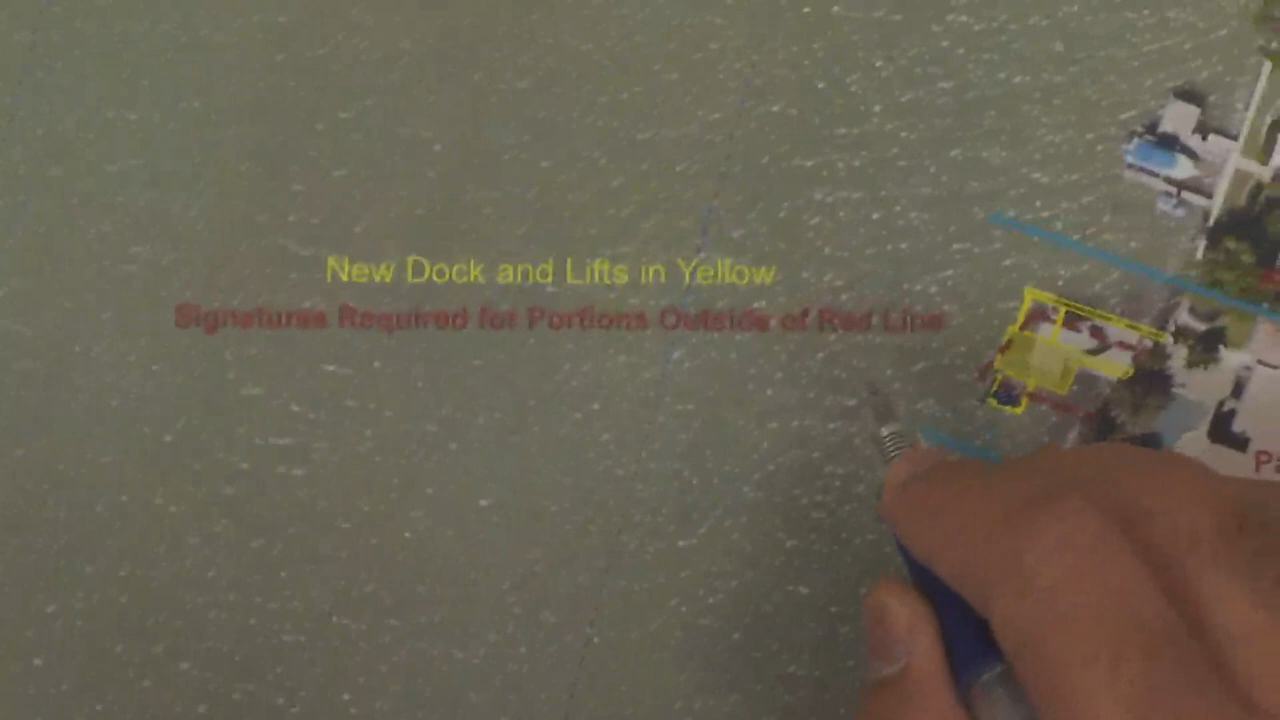 New Dock and Lifts in Yellow
Signatures Required for Portions Outside of Red Line